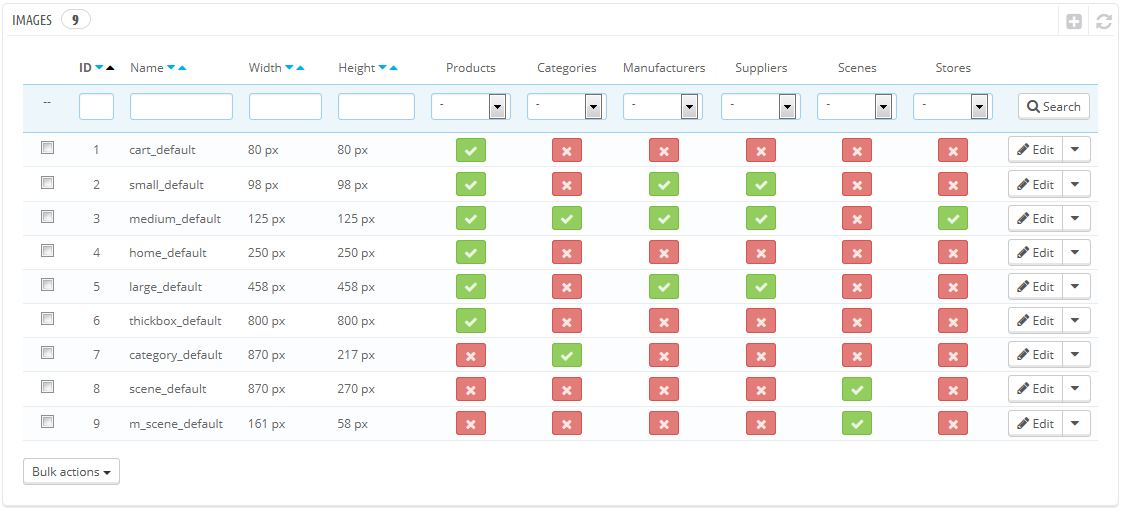 IMAGES 9
ID Name Width Height Products Categories Manufacturers Suppliers Scenes Stores
-- - - - - - - Search
1 cart_default 80 px 80 px Edit
2 small_default 98 px 98 px Edit
3 medium_default 125 px 125 px Edit
4 home_default 250 px 250 px Edit
5 large_default 458 px 458 px Edit
6 thickbox_default 800 px 800 px Edit
7 category_default 870 px 217 px Edit
8 scene_default 870 px 270 px Edit
9 m_scene_default 161 px 58 px Edit
Bulk actions